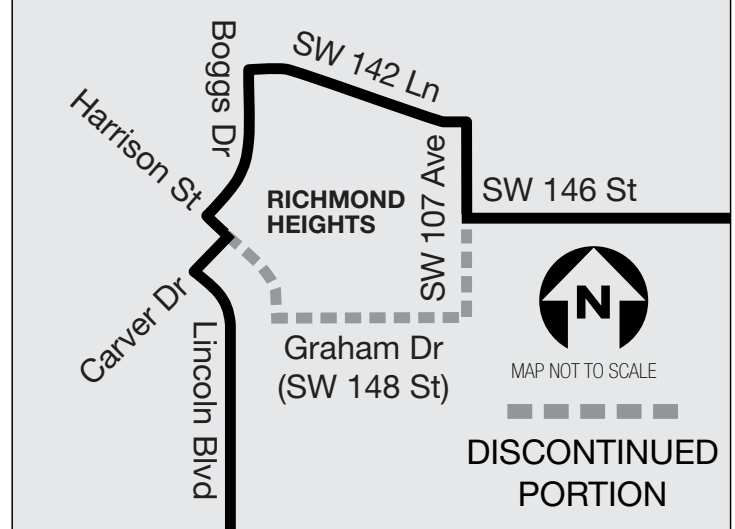 Boggs Dr
SW 142 Ln
Harrison St
RICHMOND
HEIGHTS
SW 107 Ave
SW 146 St
Carver Dr
Lincoln Blvd
Graham Dr
(SW 148 St)
N
MAP NOT TO SCALE
DISCONTINUED
PORTION